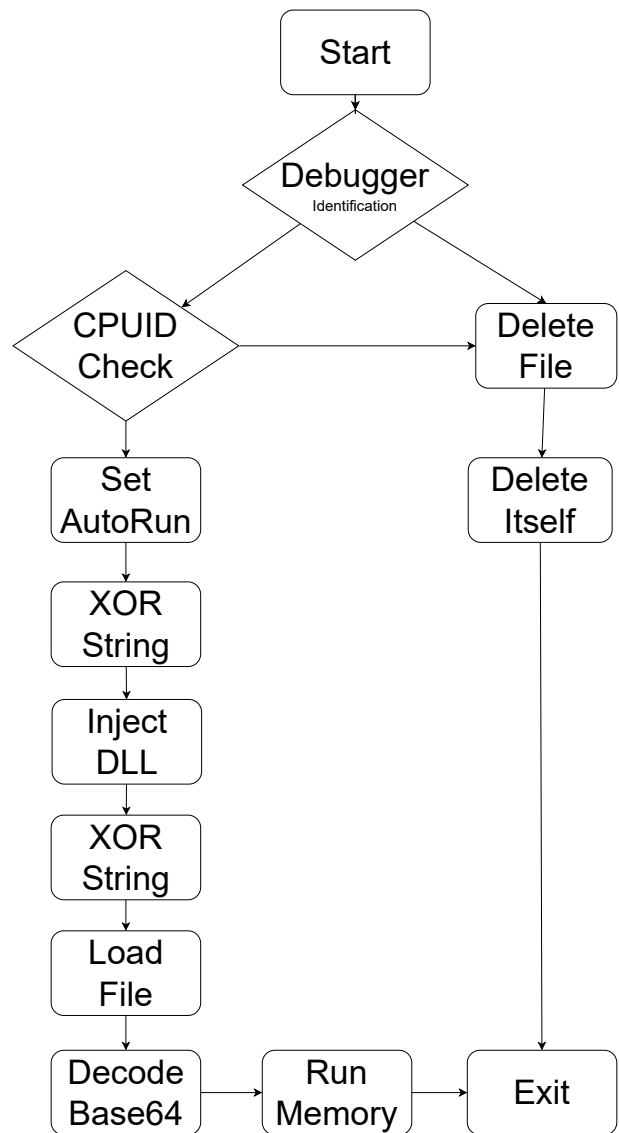 Start
Debugger
Identification
CPUID
Check
Delete
File
Set
AutoRun
Delete
Itself
XOR
String
Inject
DLL
XOR
String
Load
File
Decode
Base64
Run
Memory
Exit